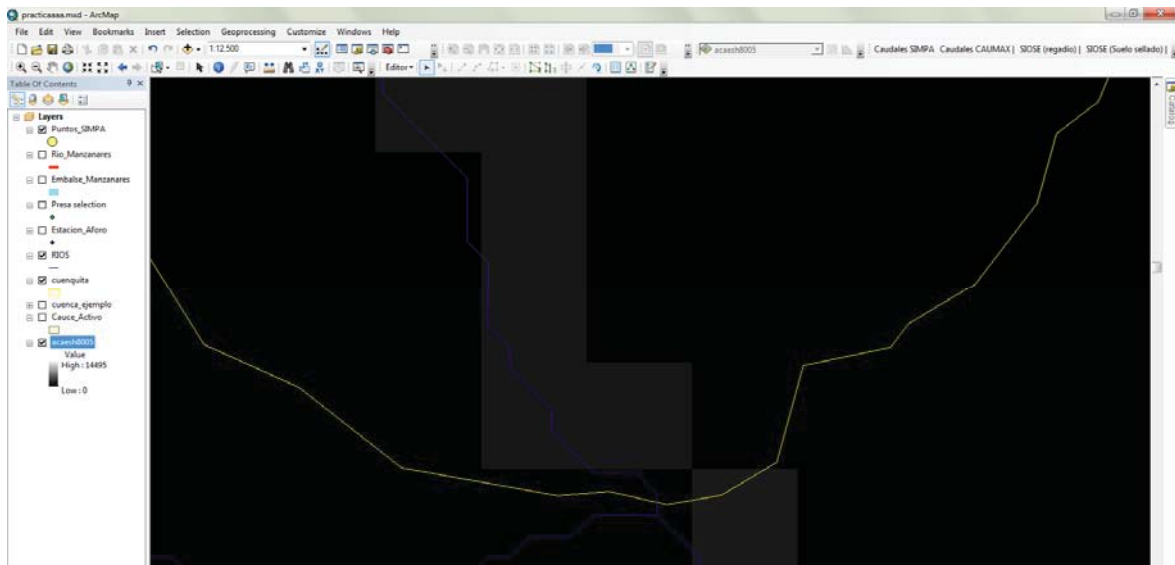 practicasaa.mxd - ArcMap
File Edit View Bookmarks Insert Selection Geoprocessing Customize Windows Help
1:12.500
acaesh8005
Caudales SIMPA Caudales CAUMAX | SIOSE (regadio) | SIOSE (Suelo sellado) |
Editor
Table Of Contents
Catalog
Layers
Puntos_SIMPA
Rio_Manzanares
Embalse_Manzanares
Presa selection
Estacion_Aforo
RIOS
cuenquita
cuenca_ejemplo
Cauce_Activo
acaesh8005
Value
High : 14495
Low : 0